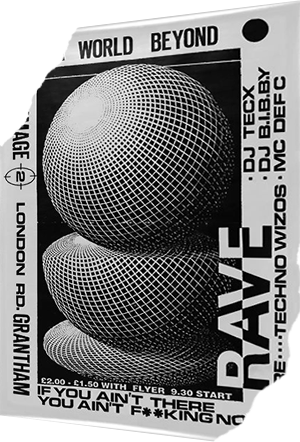 WORLD BEYOND
AGE 2 LONDON RD. GRANTHAM
: DJ TECX
: DJ B.I.B.BY
TECHNO WIZOS · MC DEFC
RAVE
£2.00 - £1.50 WITH FLYER 9.30 START
IF YOU AIN'T THERE
YOU AIN'T F**KING NO